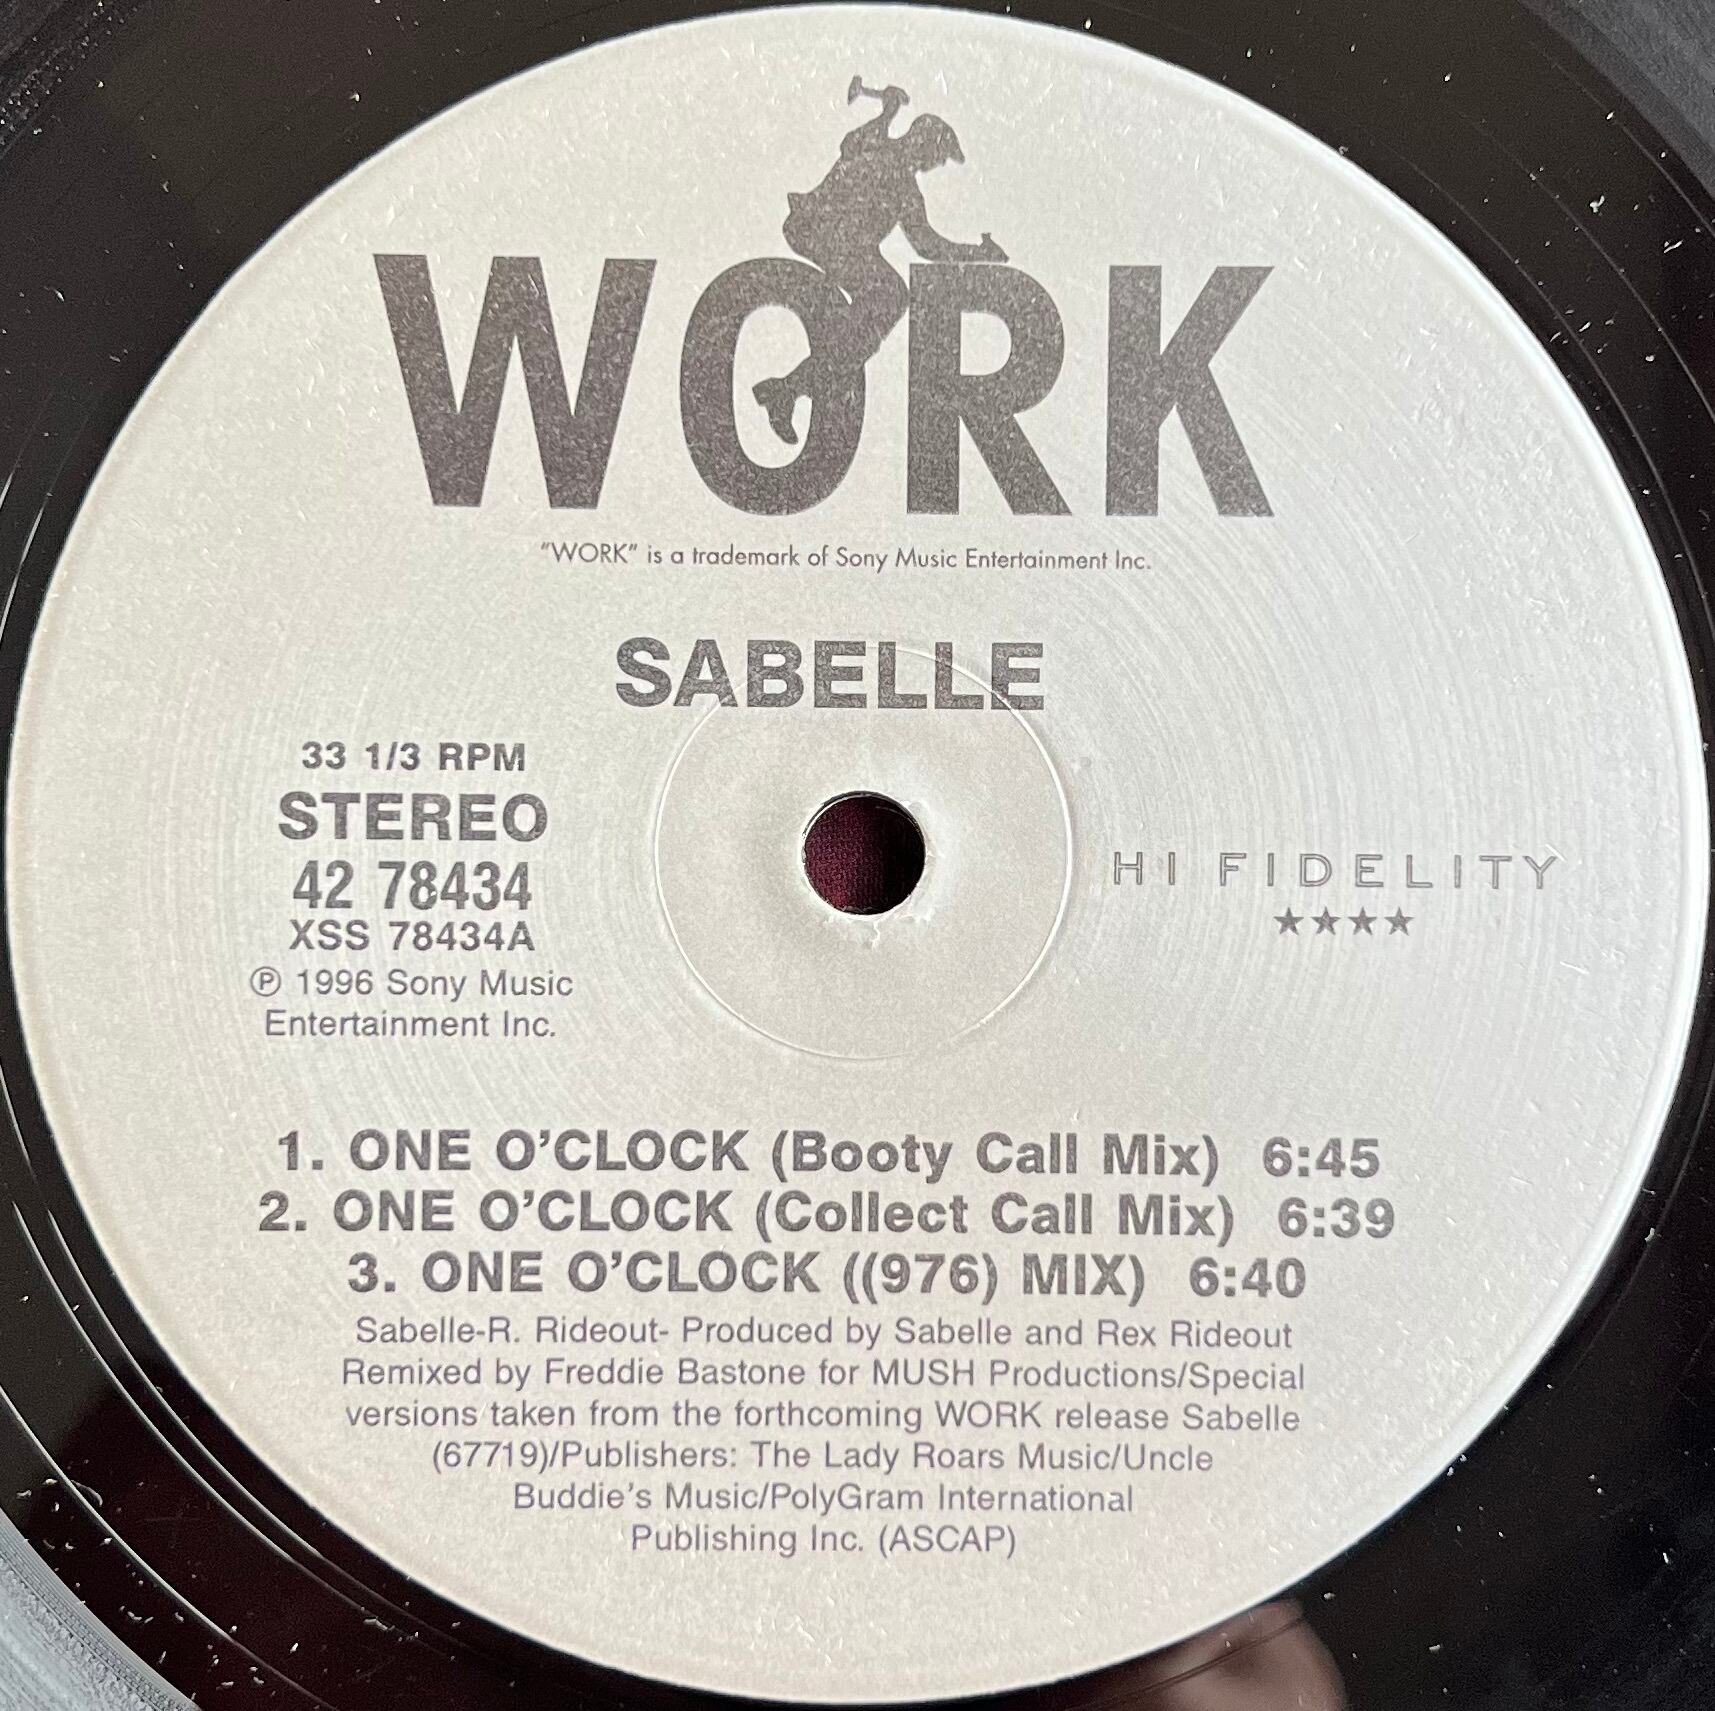 WORK
“WORK” is a trademark of Sony Music Entertainment Inc.
SABELLE
33 1/3 RPM
STEREO
42 78434
XSS 78434A
℗ 1996 Sony Music
Entertainment Inc.
HI FIDELITY
★★★★
1. ONE O’CLOCK (Booty Call Mix) 6:45
2. ONE O’CLOCK (Collect Call Mix) 6:39
3. ONE O’CLOCK ((976) MIX) 6:40
Sabelle-R. Rideout- Produced by Sabelle and Rex Rideout
Remixed by Freddie Bastone for MUSH Productions/Special
versions taken from the forthcoming WORK release Sabelle
(67719)/Publishers: The Lady Roars Music/Uncle
Buddie’s Music/PolyGram International
Publishing Inc. (ASCAP)